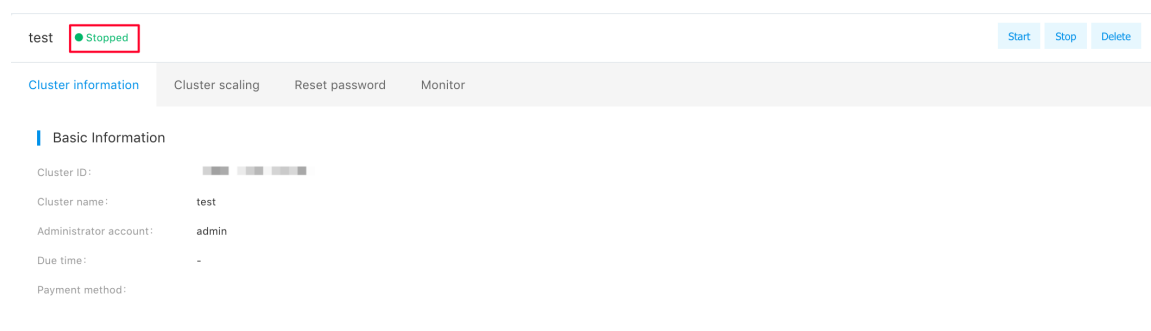 test Stopped Start Stop Delete
Cluster information Cluster scaling Reset password Monitor
Basic Information
Cluster ID:
Cluster name: test
Administrator account: admin
Due time: -
Payment method: